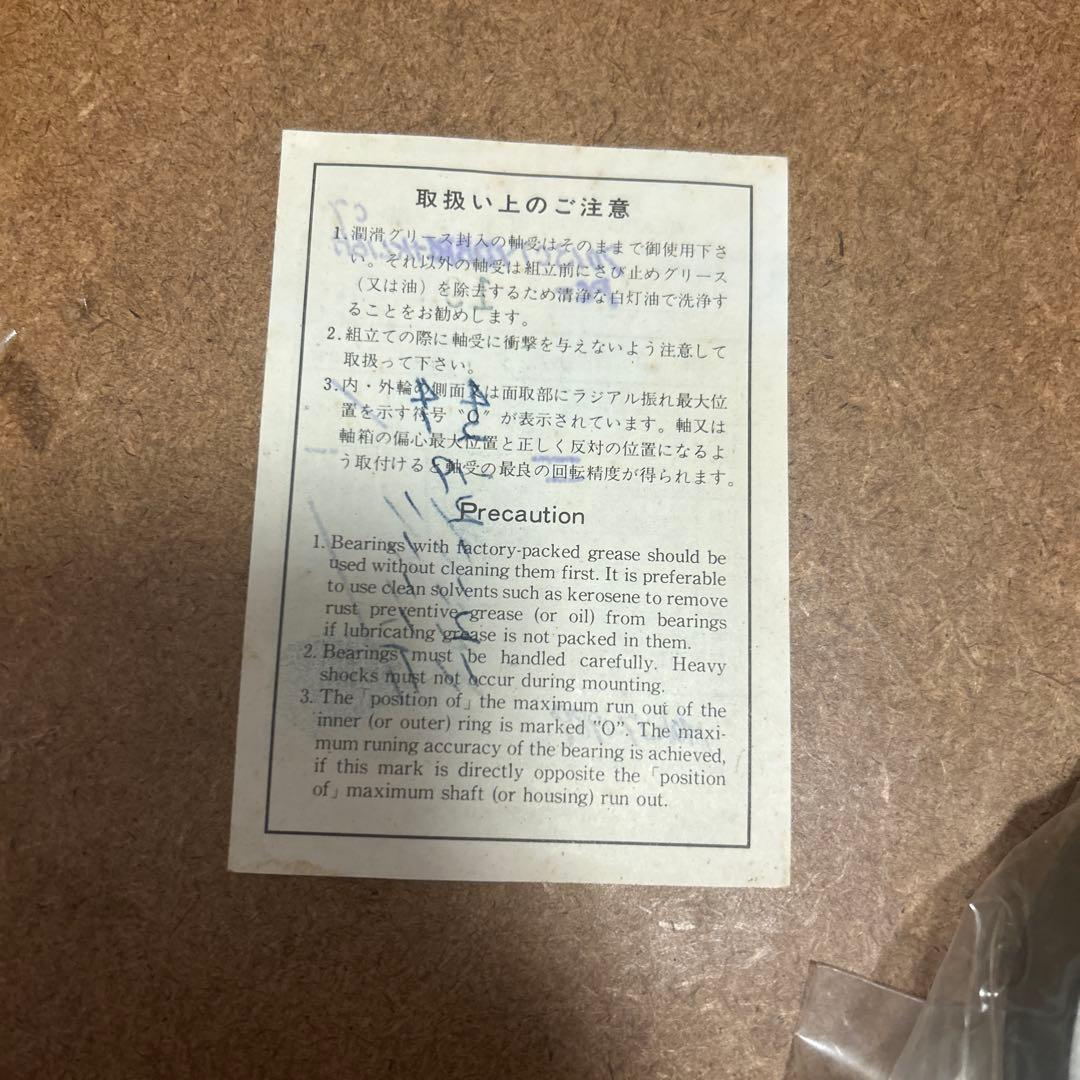 取扱い上のご注意
1. 潤滑グリース封入の軸受はそのままで御使用下さ
い。それ以外の軸受は組立前にさび止めグリース
（又は油）を除去するため清浄な白灯油で洗浄す
ることをお勧めします。
2. 組立ての際に軸受に衝撃を与えないよう注意して
取扱って下さい。
3. 内・外輪の側面又は面取部にラジアル振れ最大位
置を示す符号〝O〞が表示されています。軸又は
軸箱の偏心最大位置と正しく反対の位置になるよ
う取付けると軸受の最良の回転精度が得られます。
Precaution
1. Bearings with factory-packed grease should be
used without cleaning them first. It is preferable
to use clean solvents such as kerosene to remove
rust preventive grease (or oil) from bearings
if lubricating grease is not packed in them.
2. Bearings must be handled carefully. Heavy
shocks must not occur during mounting.
3. The「position of」the maximum run out of the
inner (or outer) ring is marked "O". The maxi-
mum runing accuracy of the bearing is achieved,
if this mark is directly opposite the「position
of」maximum shaft (or housing) run out.